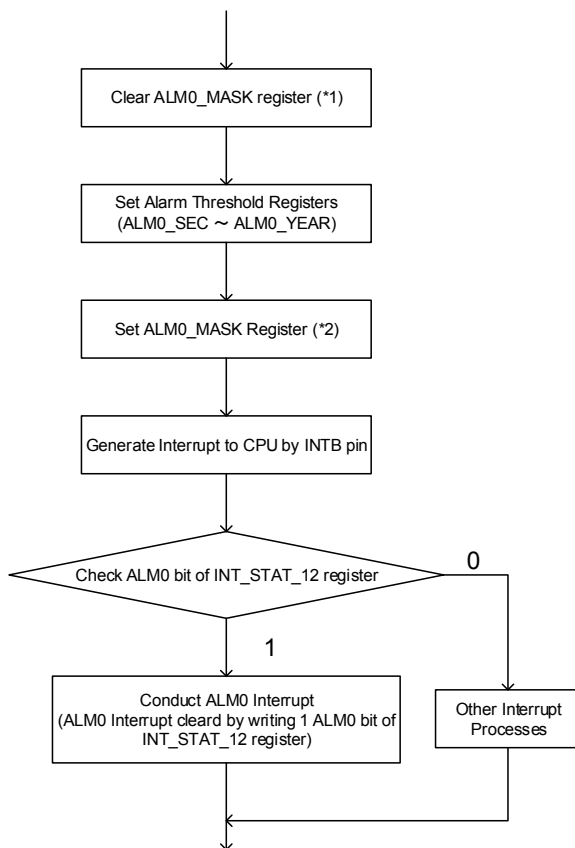 Clear ALM0_MASK register (*1)
Set Alarm Threshold Registers
(ALM0_SEC ～ ALM0_YEAR)
Set ALM0_MASK Register (*2)
Generate Interrupt to CPU by INTB pin
Check ALM0 bit of INT_STAT_12 register
0
1
Conduct ALM0 Interrupt
(ALM0 Interrupt cleard by writing 1 ALM0 bit of
INT_STAT_12 register)
Other Interrupt
Processes